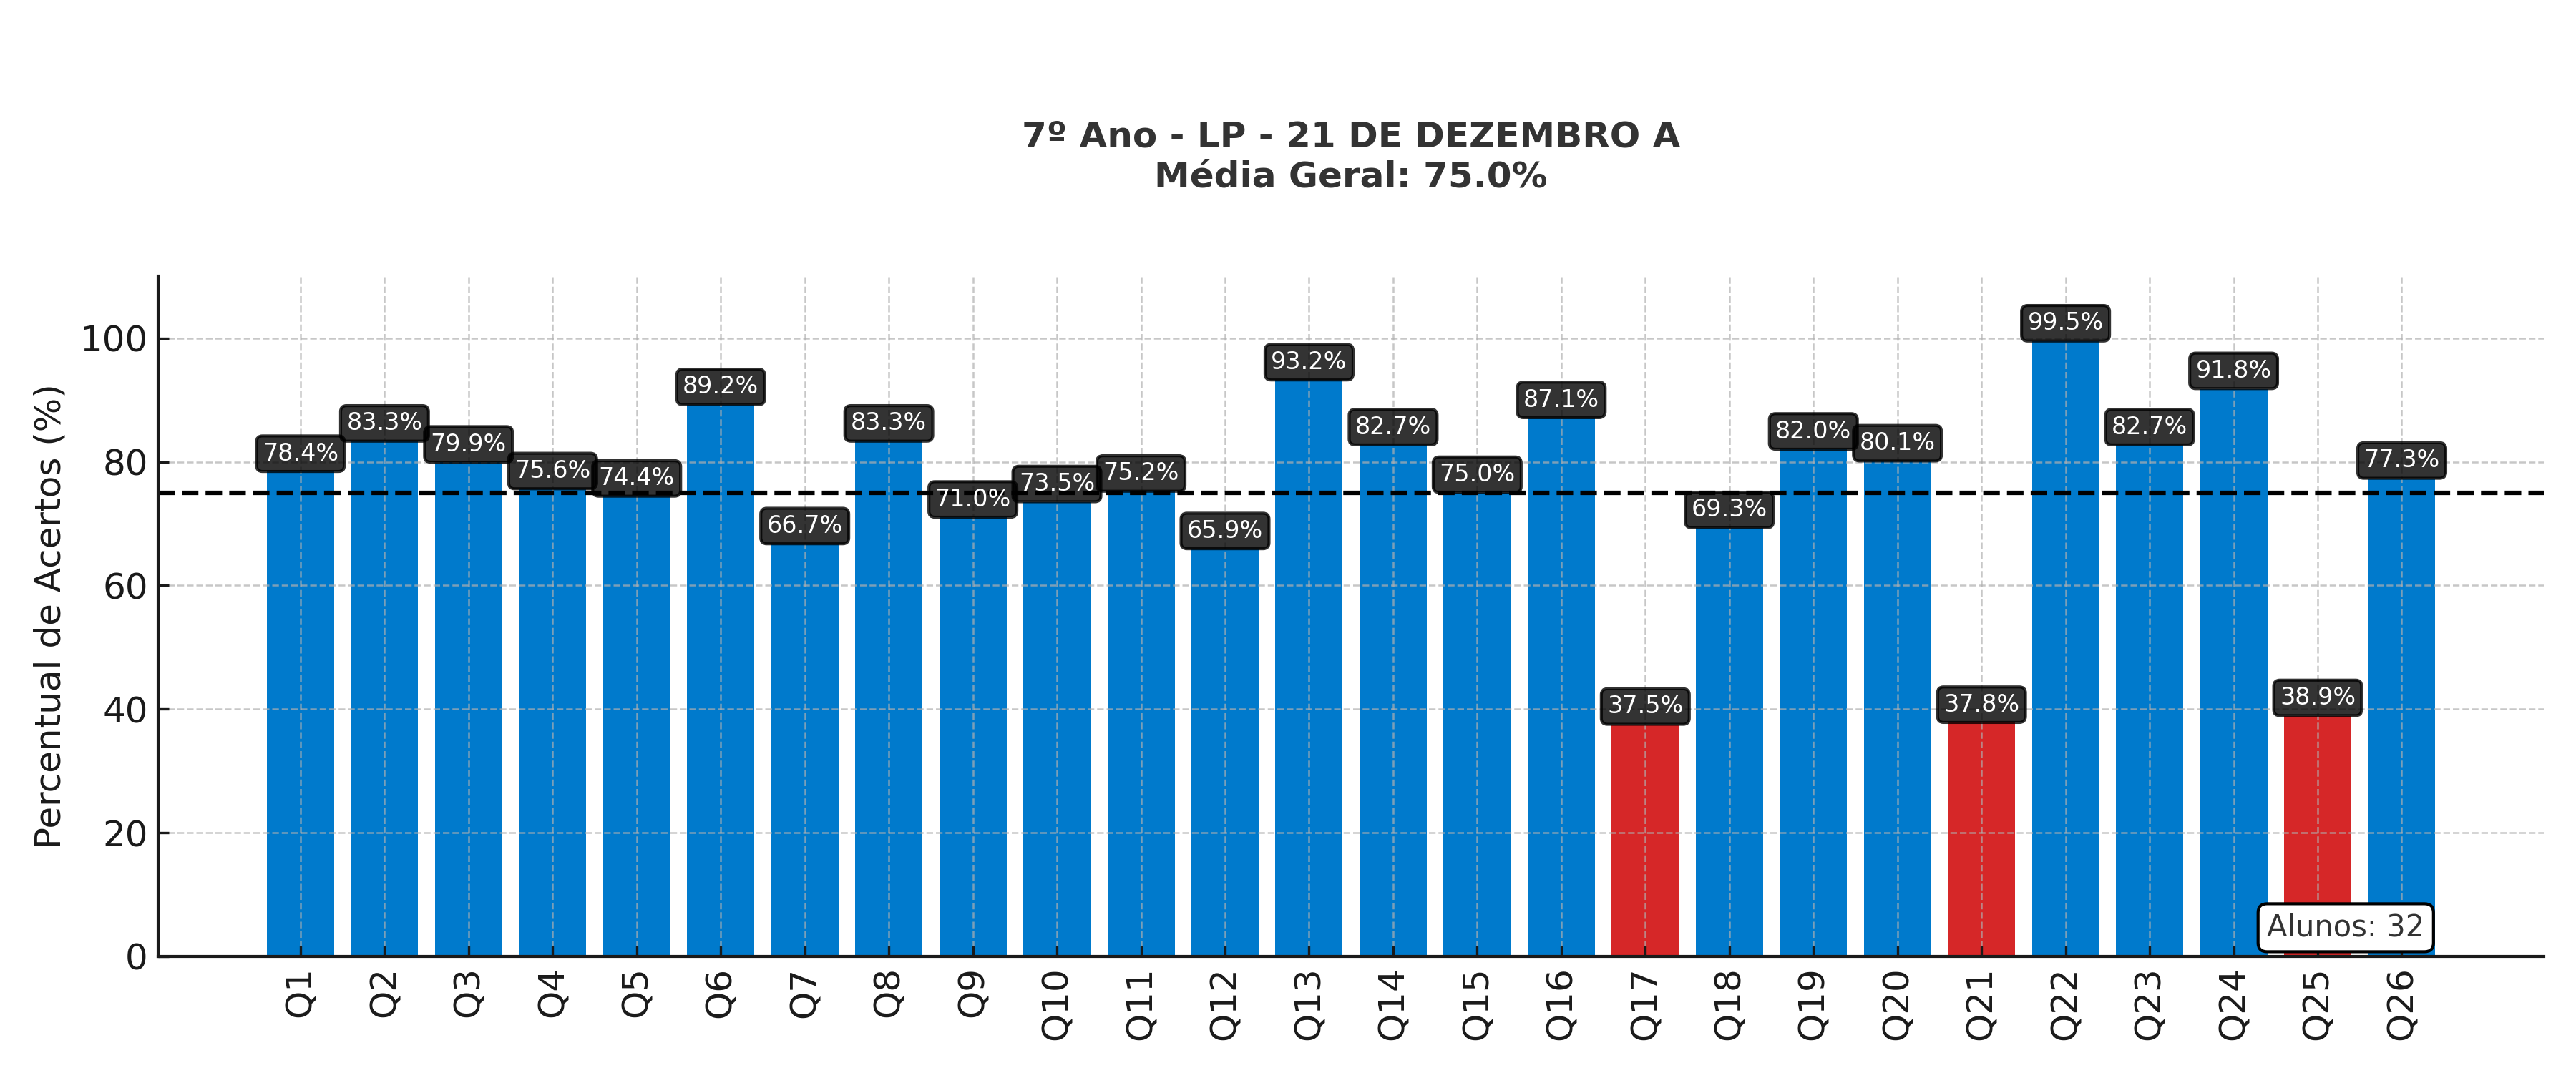 7º Ano - LP - 21 DE DEZEMBRO A
Média Geral: 75.0%
Percentual de Acertos (%)
100
80
60
40
20
0
78.4%
83.3%
79.9%
75.6%
74.4%
89.2%
66.7%
83.3%
71.0%
73.5%
75.2%
65.9%
93.2%
82.7%
75.0%
87.1%
37.5%
69.3%
82.0%
80.1%
37.8%
99.5%
82.7%
91.8%
38.9%
77.3%
Alunos: 32
Q1
Q2
Q3
Q4
Q5
Q6
Q7
Q8
Q9
Q10
Q11
Q12
Q13
Q14
Q15
Q16
Q17
Q18
Q19
Q20
Q21
Q22
Q23
Q24
Q25
Q26